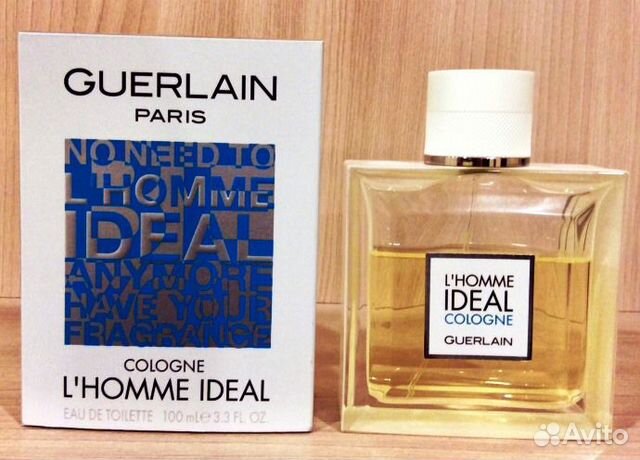 GUERLAIN
PARIS
NO NEED TO
L'HOMME
IDEAL
ANYMORE
HAVE YOUR
FRAGRANCE
COLOGNE
L'HOMME IDEAL
EAU DE TOILETTE 100 mL ℮ 3.3 FL. OZ.
L'HOMME
IDEAL
COLOGNE
GUERLAIN
Avito